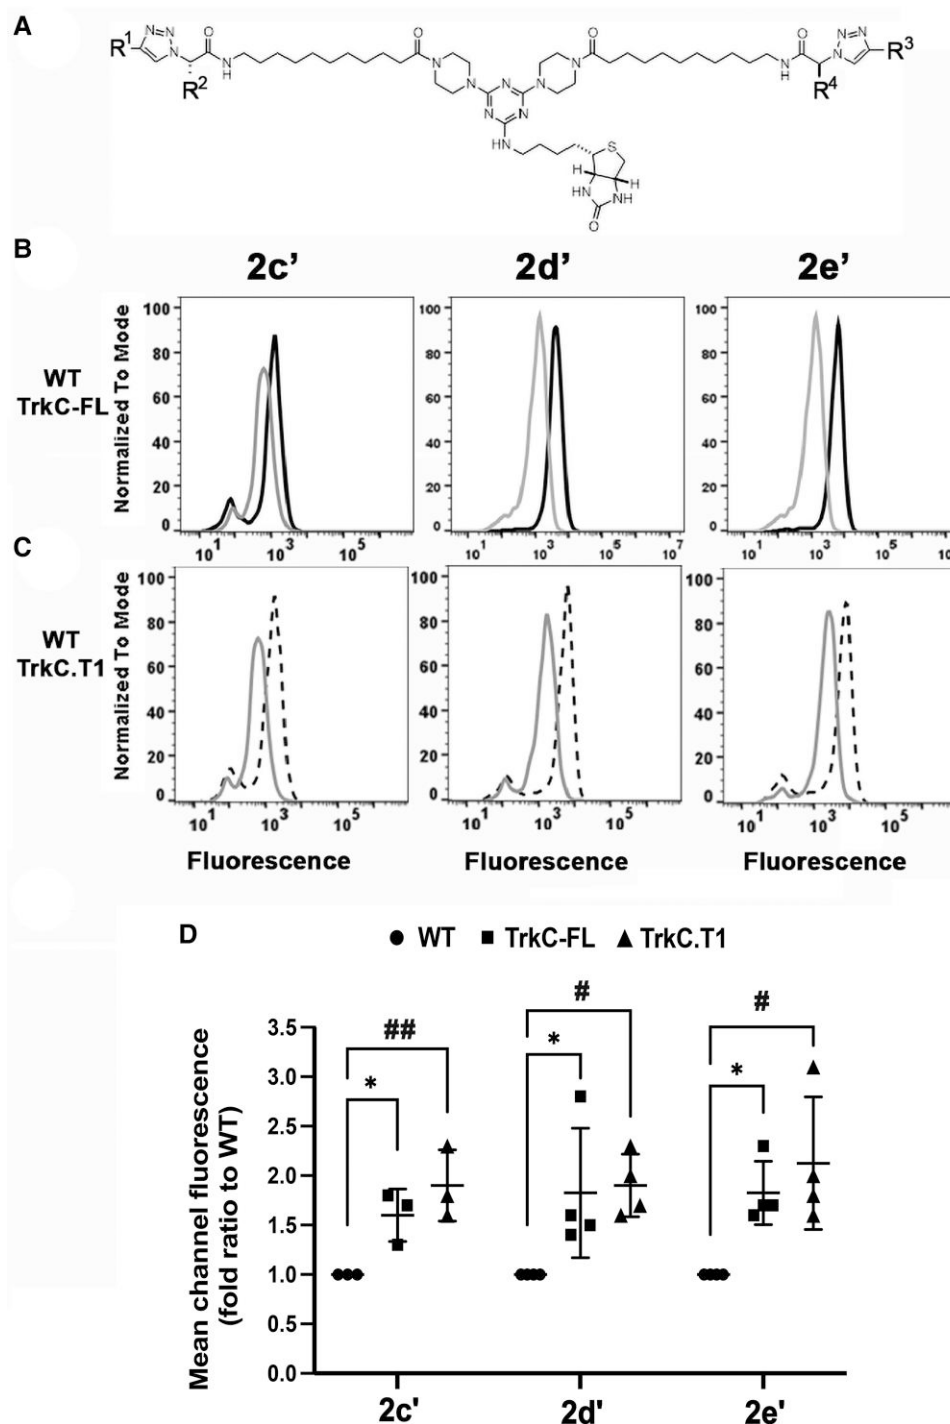 A
R1
N=N
N
O
N
H
R2
O
N
N
N
N
N
N
N
N
N
O
N
H
O
N=N
N
R3
R4
HN
S
H
H
HN
NH
O
B
2c’
2d’
2e’
WT
TrkC-FL
Normalized To Mode
100
80
60
40
20
0
10^1
10^3
10^5
100
80
60
40
20
0
10^1
10^3
10^5
10^7
100
80
60
40
20
0
10^1
10^3
10^5
C
WT
TrkC.T1
Normalized To Mode
100
80
60
40
20
0
10^1
10^3
10^5
100
80
60
40
20
0
10^1
10^3
10^5
100
80
60
40
20
0
10^1
10^3
10^5
Fluorescence
Fluorescence
Fluorescence
D
WT TrkC-FL TrkC.T1
Mean channel fluorescence
(fold ratio to WT)
3.5
3.0
2.5
2.0
1.5
1.0
0.5
0.0
##
*
#
*
#
*
2c'
2d'
2e'